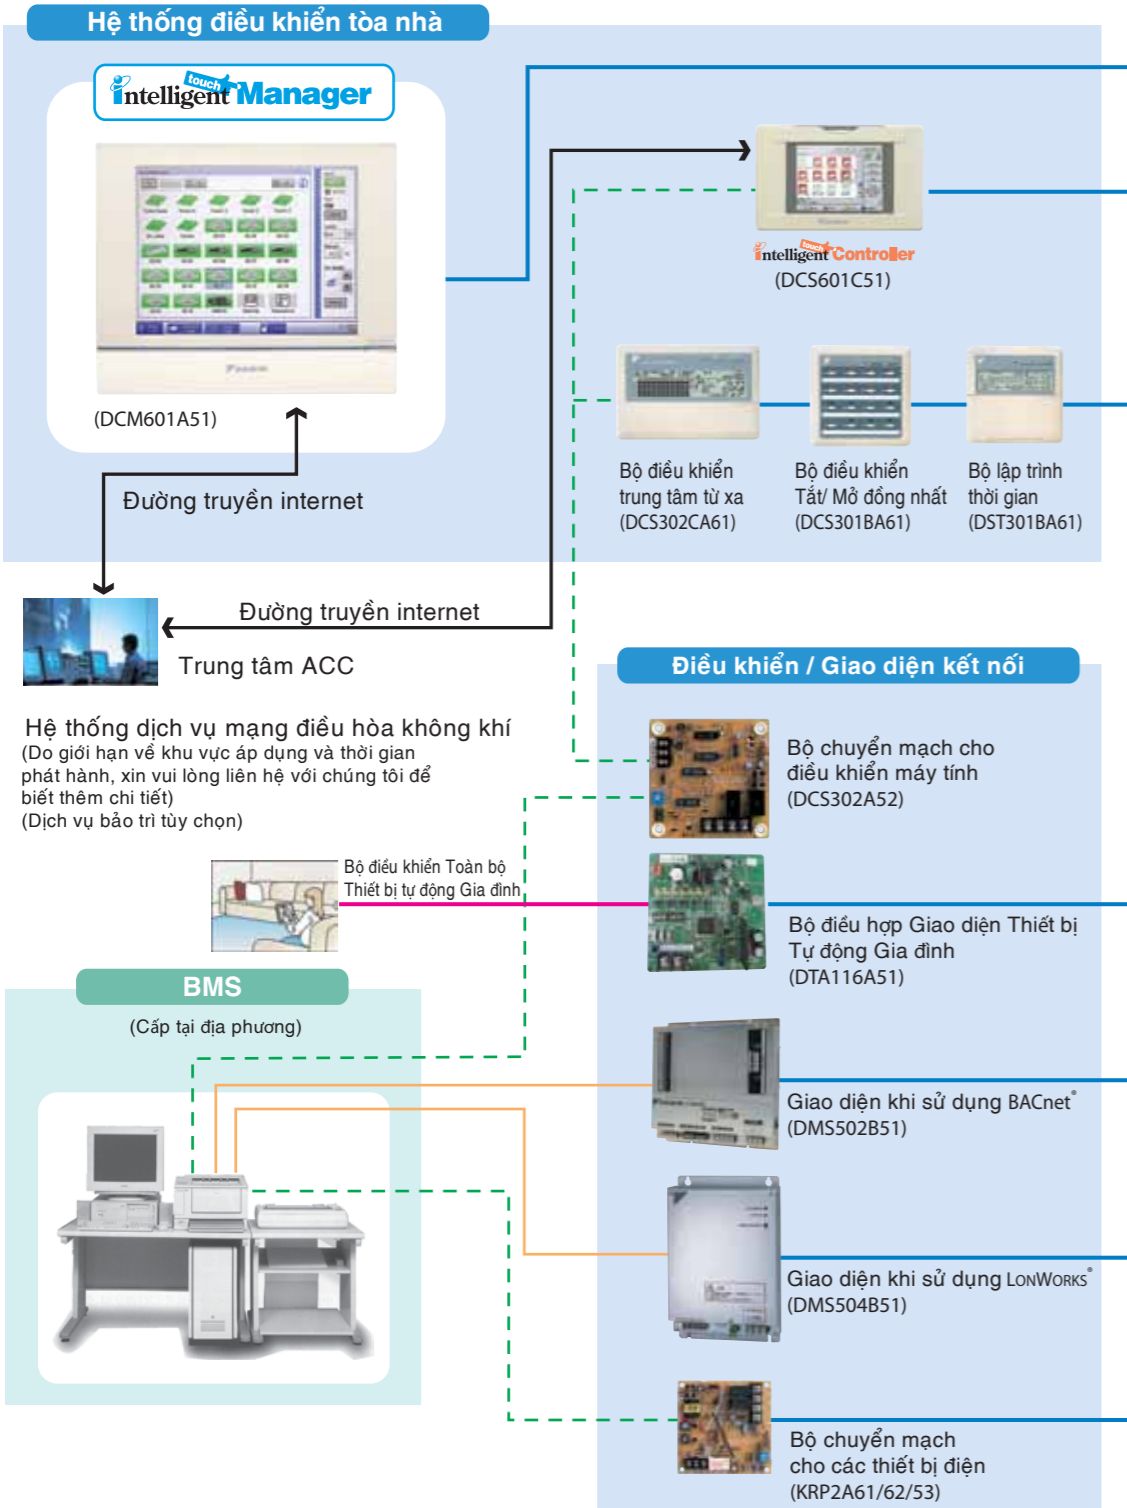 Hệ thống điều khiển tòa nhà
intelligent touch Manager
(DCM601A51)
intelligent touch Controller
(DCS601C51)
Bộ điều khiển
trung tâm từ xa
(DCS302CA61)
Bộ điều khiển
Tắt/ Mở đồng nhất
(DCS301BA61)
Bộ lập trình
thời gian
(DST301BA61)
Đường truyền internet
Đường truyền internet
Trung tâm ACC
Hệ thống dịch vụ mạng điều hòa không khí
(Do giới hạn về khu vực áp dụng và thời gian
phát hành, xin vui lòng liên hệ với chúng tôi để
biết thêm chi tiết)
(Dịch vụ bảo trì tùy chọn)
Điều khiển / Giao diện kết nối
Bộ chuyển mạch cho
điều khiển máy tính
(DCS302A52)
Bộ điều khiển Toàn bộ
Thiết bị tự động Gia đình
Bộ điều hợp Giao diện Thiết bị
Tự động Gia đình
(DTA116A51)
BMS
(Cấp tại địa phương)
Giao diện khi sử dụng BACnet®
(DMS502B51)
Giao diện khi sử dụng LONWORKS®
(DMS504B51)
Bộ chuyển mạch
cho các thiết bị điện
(KRP2A61/62/53)